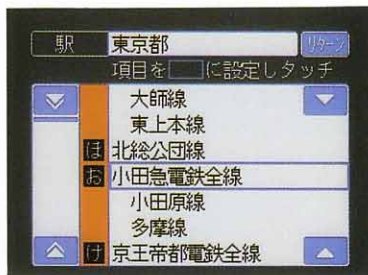 駅 東京都 リターン
項目を に設定しタッチ
大師線
東上本線
ほ 北総公団線
お 小田急電鉄全線
小田原線
多摩線
け 京王帝都電鉄全線